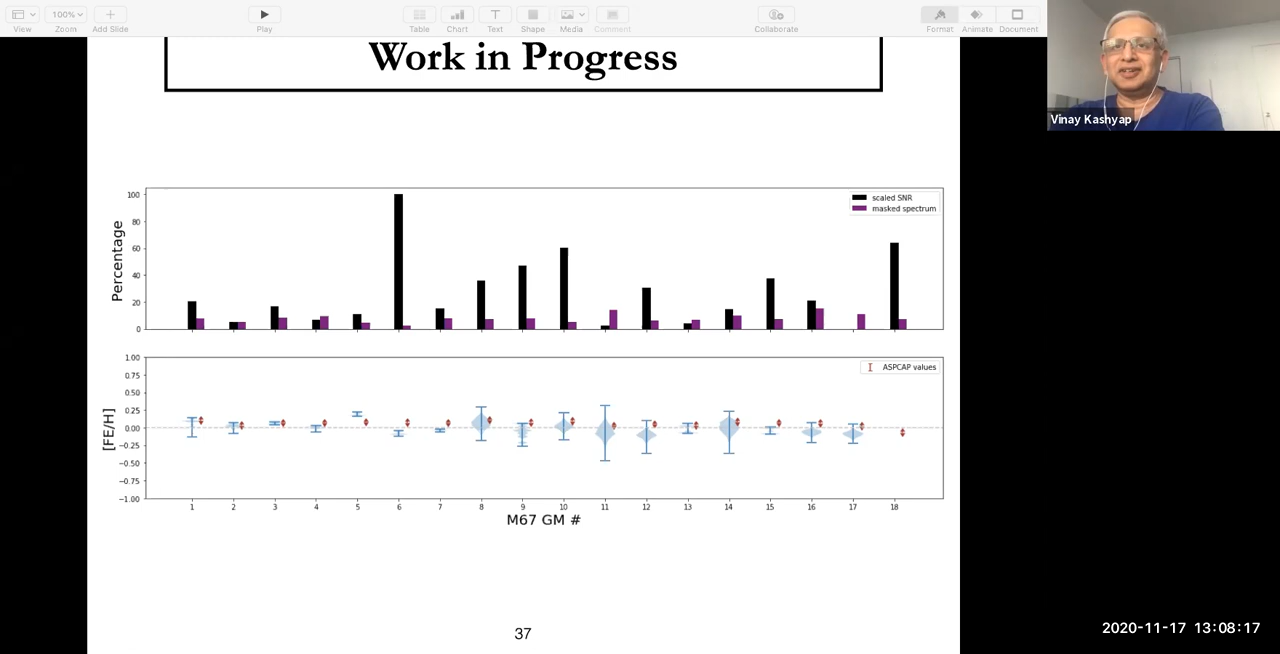 100%
View Zoom Add Slide Play Table Chart Text Shape Media Comment Collaborate Format Animate Document
Vinay Kashyap
Work in Progress
scaled SNR
masked spectrum
Percentage
100
80
60
40
20
0
ASPCAP values
[FE/H]
1.00
0.75
0.50
0.25
0.00
−0.25
−0.50
−0.75
−1.00
1 2 3 4 5 6 7 8 9 10 11 12 13 14 15 16 17 18
M67 GM #
37
2020-11-17 13:08:17